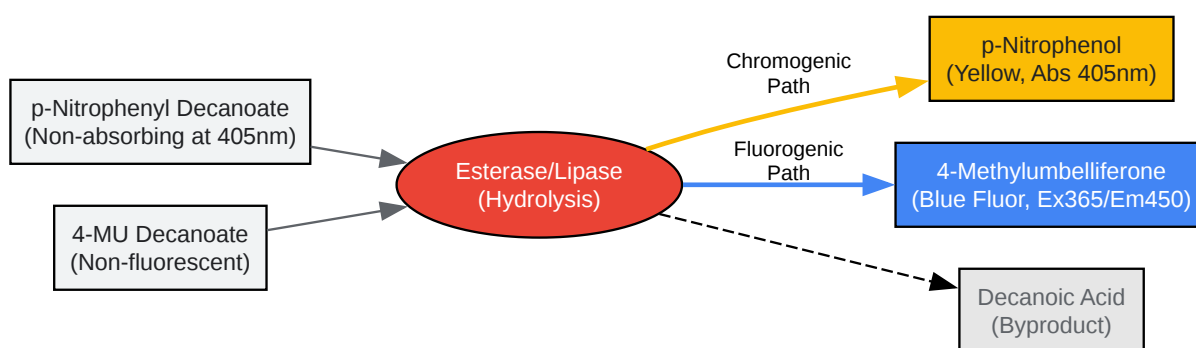 p-Nitrophenyl Decanoate
(Non-absorbing at 405nm)
4-MU Decanoate
(Non-fluorescent)
Esterase/Lipase
(Hydrolysis)
Chromogenic
Path
Fluorogenic
Path
p-Nitrophenol
(Yellow, Abs 405nm)
4-Methylumbelliferone
(Blue Fluor, Ex365/Em450)
Decanoic Acid
(Byproduct)